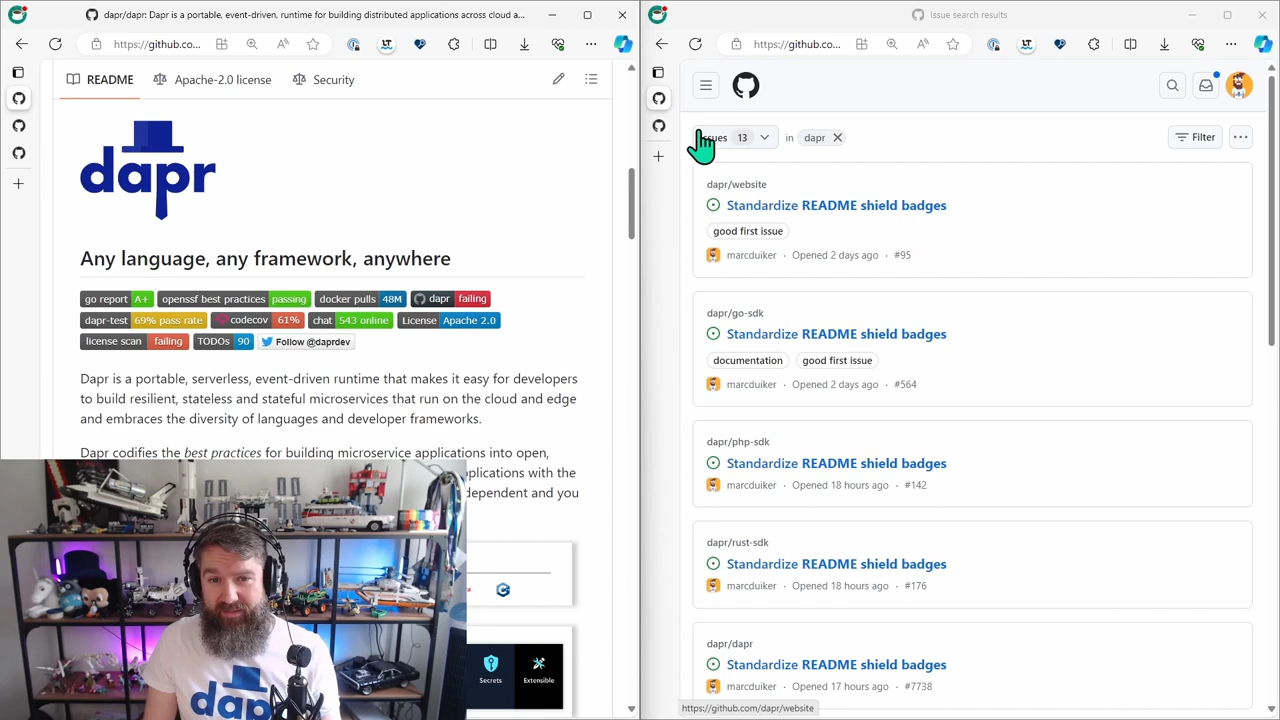 dapr/dapr: Dapr is a portable, event-driven, runtime for building distributed applications across cloud a...
https://github.co...
README
Apache-2.0 license
Security
dapr
Any language, any framework, anywhere
go report A+ openssf best practices passing docker pulls 48M dapr failing
dapr-test 69% pass rate codecov 61% chat 543 online License Apache 2.0
license scan failing TODOs 90 Follow @daprdev
Dapr is a portable, serverless, event-driven runtime that makes it easy for developers
to build resilient, stateless and stateful microservices that run on the cloud and edge
and embraces the diversity of languages and developer frameworks.
Dapr codifies the best practices for building microservice applications into open,
plications with the
dependent and you
Secrets
Extensible
dapr
Issue search results
https://github.co...
13
in
dapr
Filter
dapr/website
Standardize README shield badges
good first issue
marcduiker · Opened 2 days ago · #95
dapr/go-sdk
Standardize README shield badges
documentation good first issue
marcduiker · Opened 2 days ago · #564
dapr/php-sdk
Standardize README shield badges
marcduiker · Opened 18 hours ago · #142
dapr/rust-sdk
Standardize README shield badges
marcduiker · Opened 18 hours ago · #176
dapr/dapr
Standardize README shield badges
marcduiker · Opened 17 hours ago · #7738
https://github.com/dapr/website